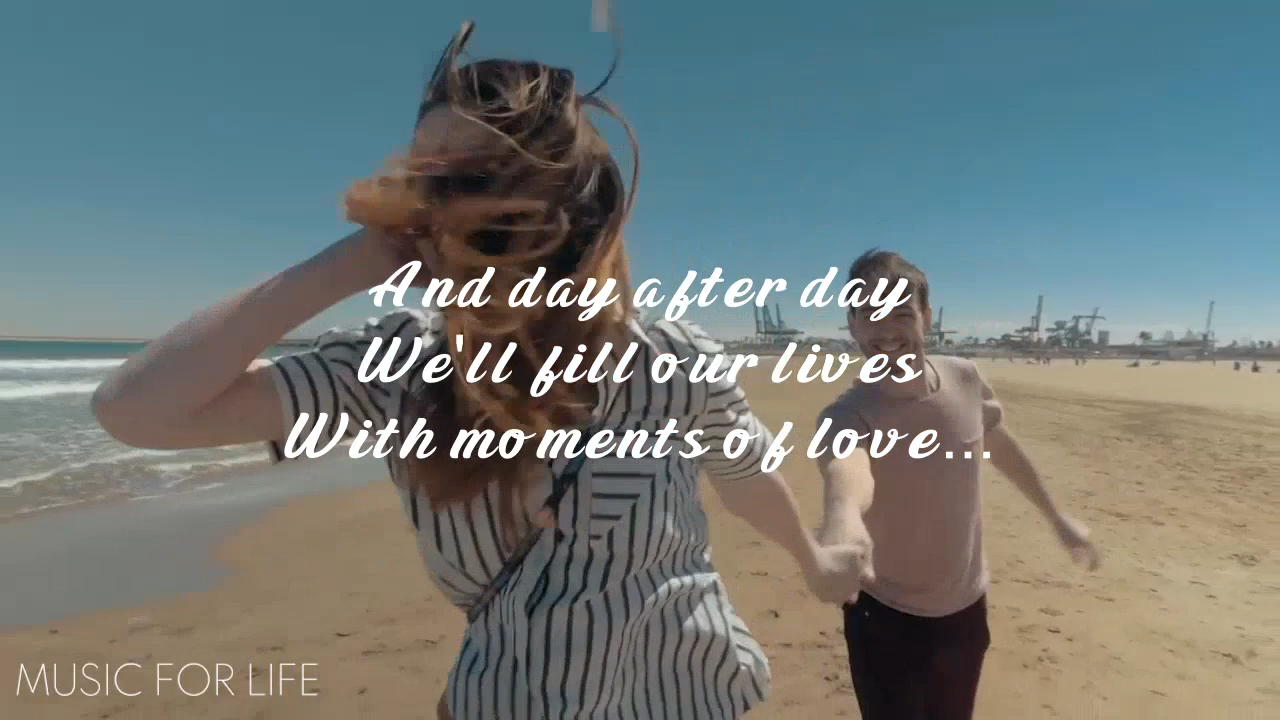 And day after day
We'll fill our lives
With moments of love...
MUSIC FOR LIFE